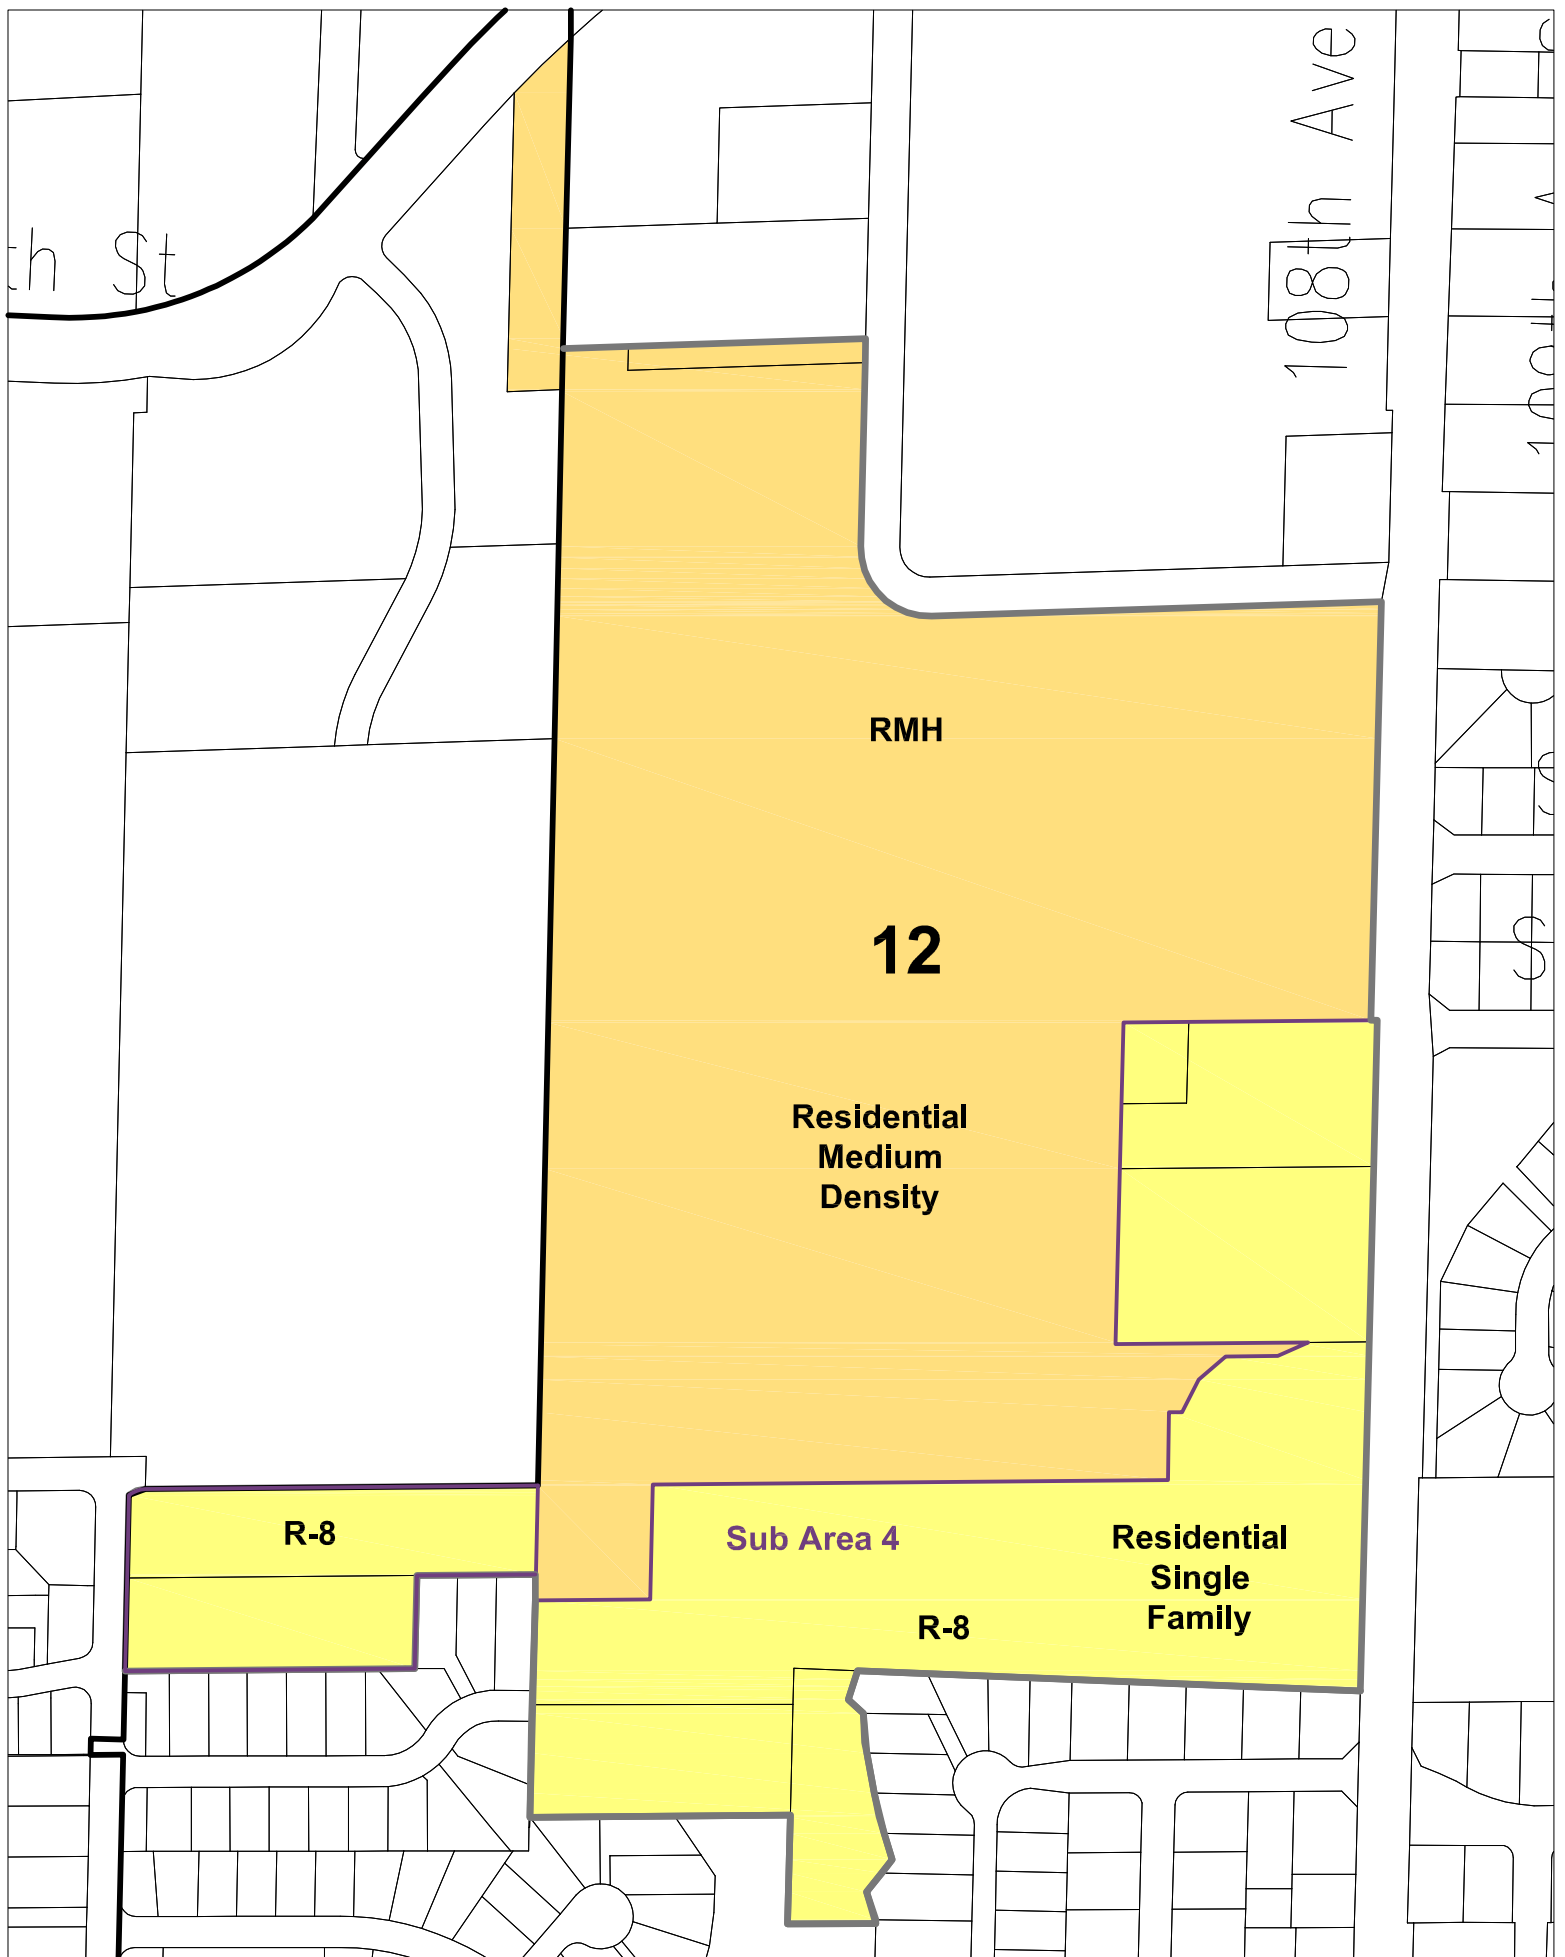 th St
108th Ave
RMH
12
Residential
Medium
Density
R-8
Sub Area 4
Residential
Single
Family
R-8